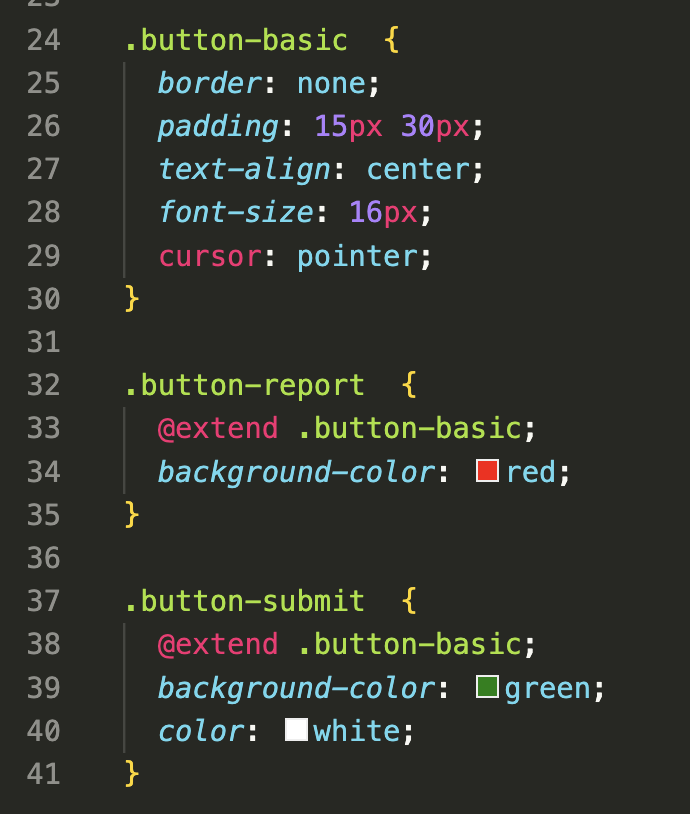 23
24 .button-basic  {
25 border: none;
26 padding: 15px 30px;
27 text-align: center;
28 font-size: 16px;
29 cursor: pointer;
30 }
31
32 .button-report  {
33 @extend .button-basic;
34 background-color: red;
35 }
36
37 .button-submit  {
38 @extend .button-basic;
39 background-color: green;
40 color: white;
41 }